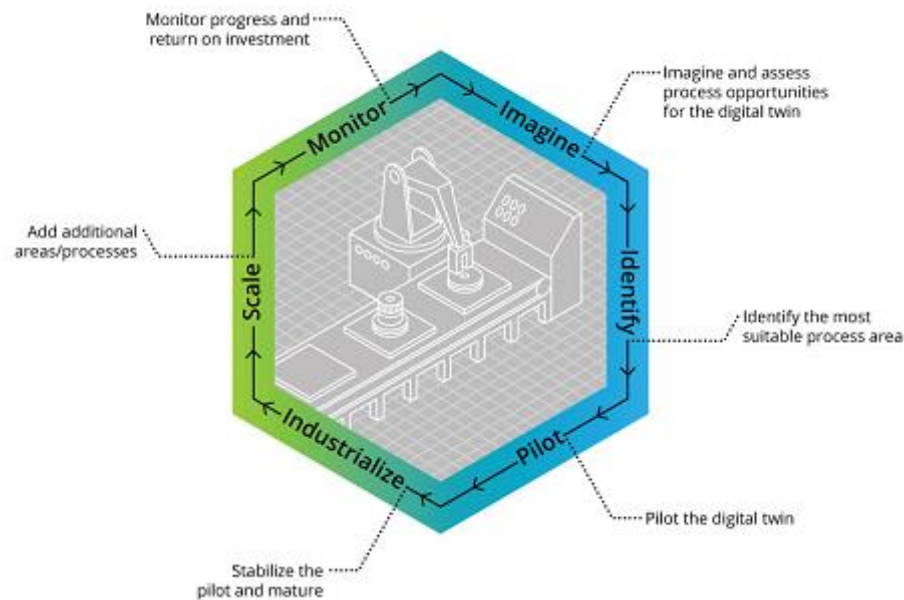 Monitor progress and
return on investment
Imagine and assess
process opportunities
for the digital twin
Monitor
Imagine
Add additional
areas/processes
Scale
Identify
Identify the most
suitable process area
Industrialize
Pilot
Pilot the digital twin
Stabilize the
pilot and mature